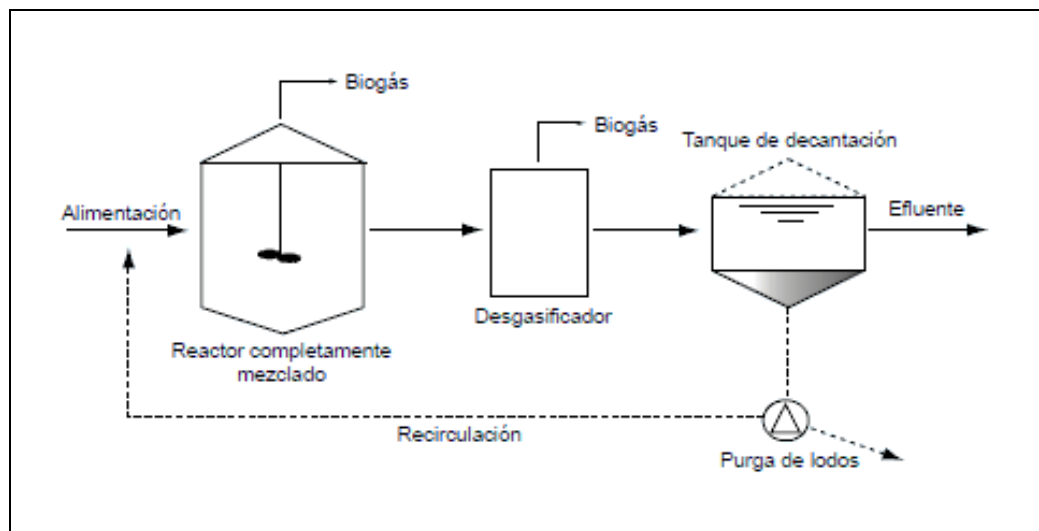 Biogás
Biogás
Tanque de decantación
Alimentación
Efluente
Desgasificador
Reactor completamente
mezclado
Recirculación
Purga de lodos